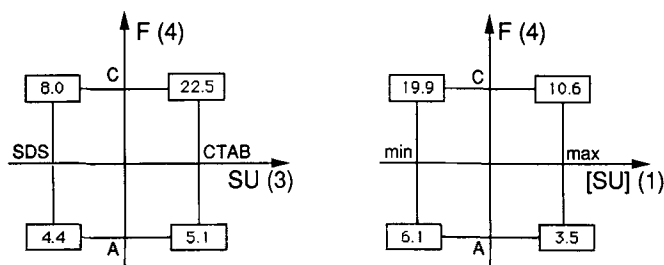 F (4)
C
8.0
22.5
SDS
CTAB
SU (3)
4.4
5.1
A
F (4)
C
19.9
10.6
min
max
[SU] (1)
6.1
3.5
A